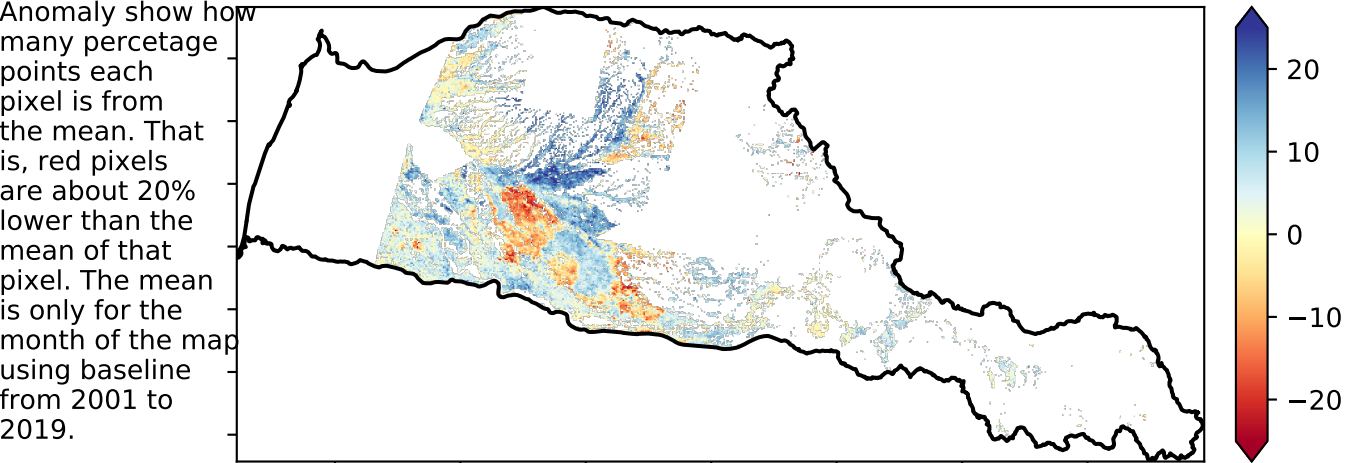 Anomaly show how
many percetage
points each
pixel is from
the mean. That
is, red pixels
are about 20%
lower than the
mean of that
pixel. The mean
is only for the
month of the map
using baseline
from 2001 to
2019.
20
10
0
−10
−20